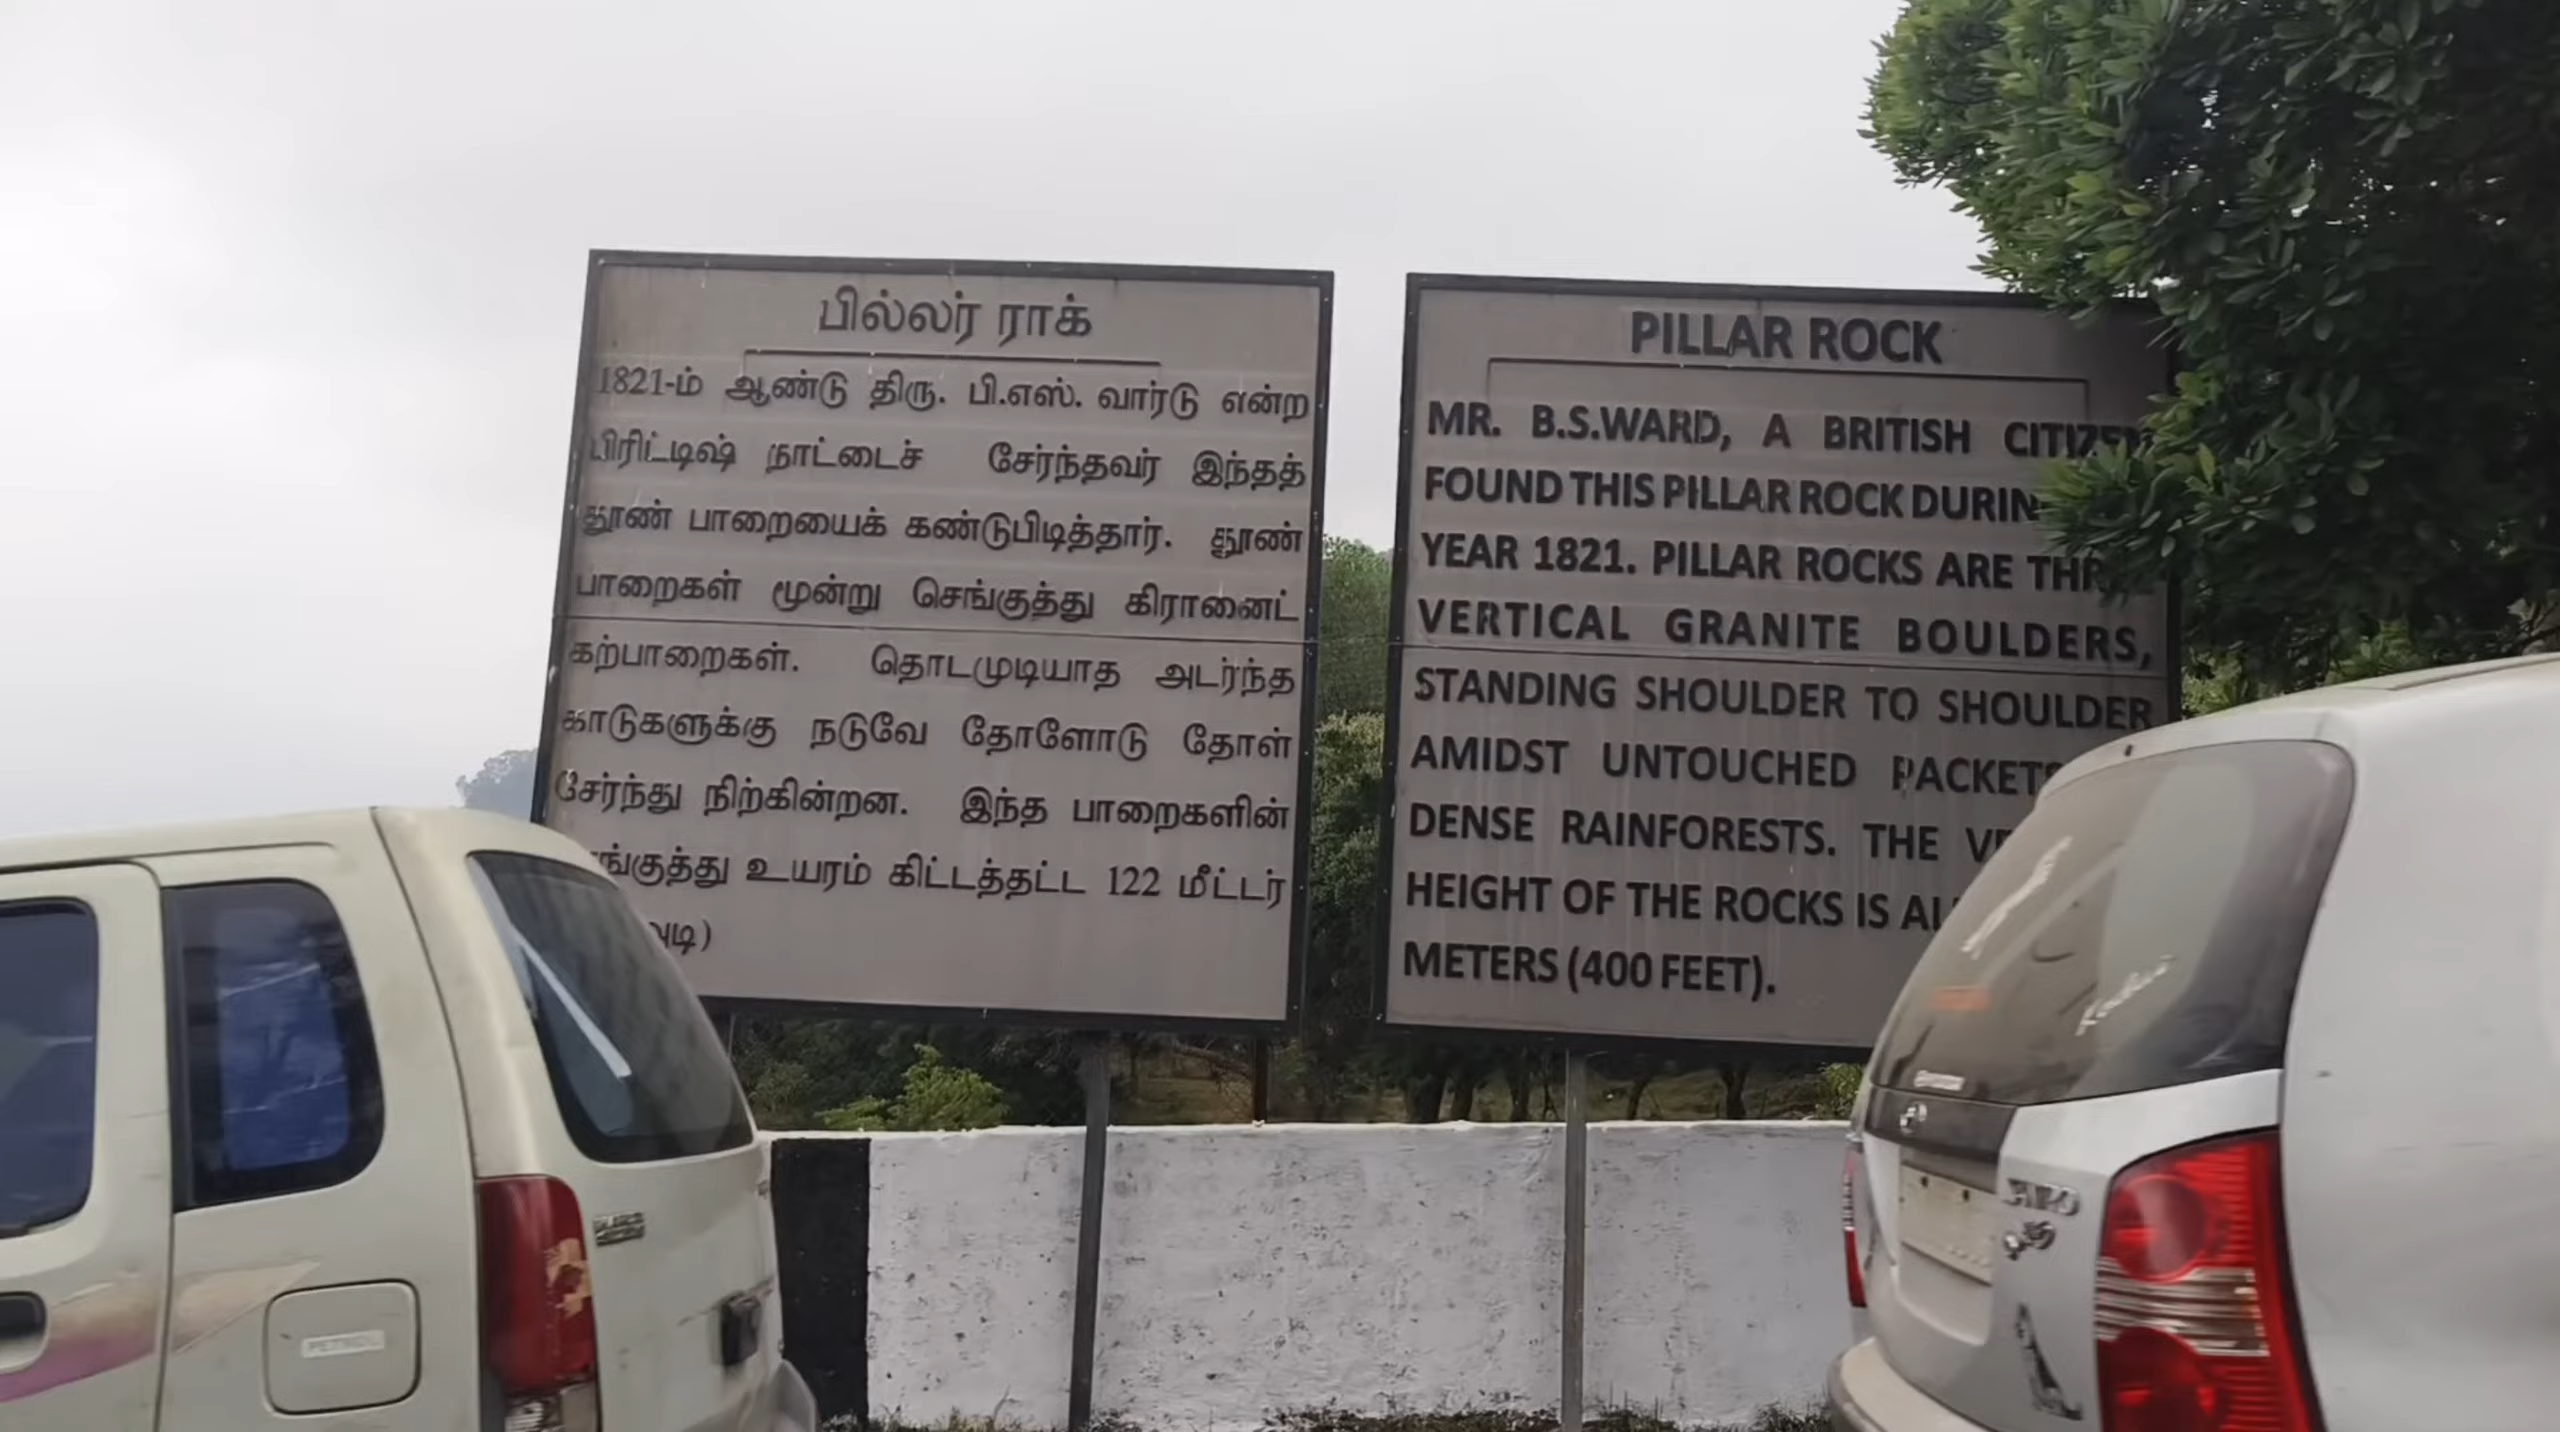 பில்லர் ராக்
1821-ம் ஆண்டு திரு. பி.எஸ். வார்டு என்ற
பிரிட்டிஷ் நாட்டைச் சேர்ந்தவர் இந்தத்
தூண் பாறையைக் கண்டுபிடித்தார். தூண்
பாறைகள் மூன்று செங்குத்து கிரானைட்
கற்பாறைகள். தொடமுடியாத அடர்ந்த
காடுகளுக்கு நடுவே தோளோடு தோள்
சேர்ந்து நிற்கின்றன. இந்த பாறைகளின்
உயரம் கிட்டத்தட்ட 122 மீட்டர்
PILLAR ROCK
MR. B.S.WARD, A BRITISH CITIZEN
FOUND THIS PILLAR ROCK
YEAR 1821. PILLAR ROCKS ARE
VERTICAL GRANITE BOULDERS,
STANDING SHOULDER TO SHOULDER
AMIDST UNTOUCHED PACKETS
DENSE RAINFORESTS. THE
HEIGHT OF THE ROCKS IS
METERS (400 FEET).
PETROL